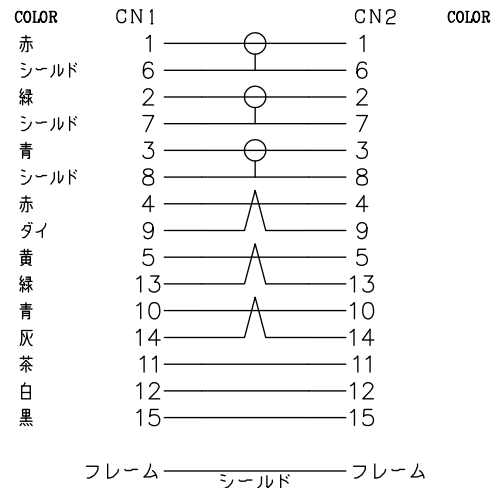 COLOR CN1 CN2 COLOR
赤 1 1
シールド 6 6
緑 2 2
シールド 7 7
青 3 3
シールド 8 8
赤 4 4
ダイ 9 9
黄 5 5
緑 13 13
青 10 10
灰 14 14
茶 11 11
白 12 12
黒 15 15
フレーム シールド フレーム